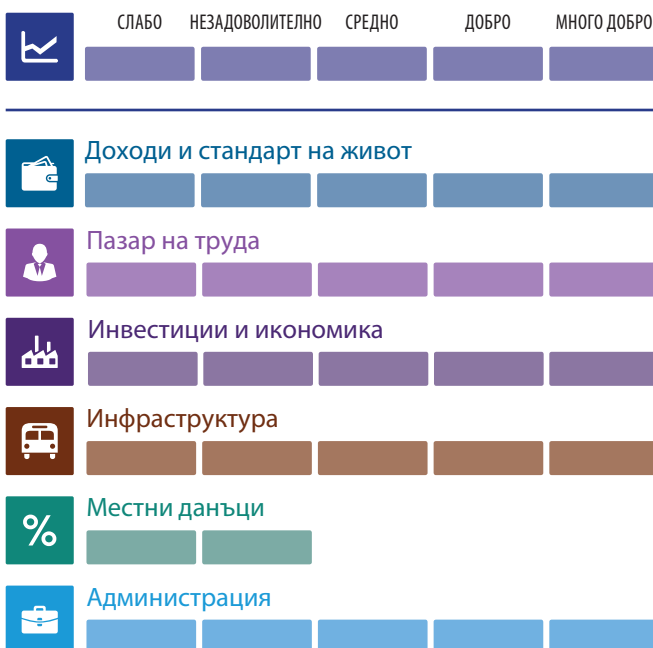 СЛАБО НЕЗАДОВОЛИТЕЛНО СРЕДНО ДОБРО МНОГО ДОБРО
Доходи и стандарт на живот
Пазар на труда
Инвестиции и икономика
Инфраструктура
Местни данъци
%
Администрация